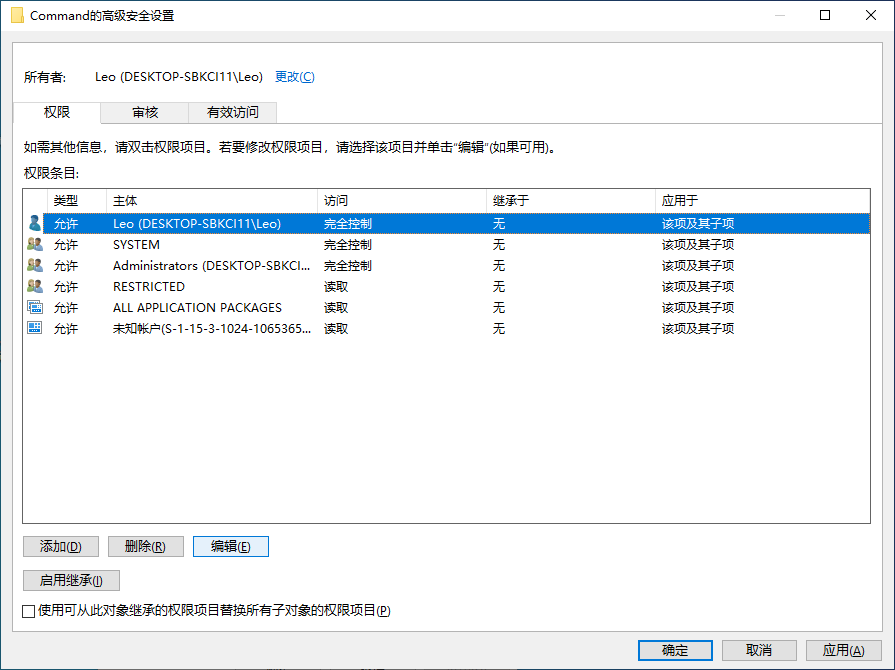 Command的高级安全设置
所有者: Leo (DESKTOP-SBKCI11\Leo) 更改(C)
权限 审核 有效访问
如需其他信息，请双击权限项目。若要修改权限项目，请选择该项目并单击“编辑”(如果可用)。
权限条目:
类型 主体 访问 继承于 应用于
允许 Leo (DESKTOP-SBKCI11\Leo) 完全控制 无 该项及其子项
允许 SYSTEM 完全控制 无 该项及其子项
允许 Administrators (DESKTOP-SBKCI... 完全控制 无 该项及其子项
允许 RESTRICTED 读取 无 该项及其子项
允许 ALL APPLICATION PACKAGES 读取 无 该项及其子项
允许 未知帐户(S-1-15-3-1024-1065365... 读取 无 该项及其子项
添加(D) 删除(R) 编辑(E)
启用继承(I)
使用可从此对象继承的权限项目替换所有子对象的权限项目(P)
确定 取消 应用(A)